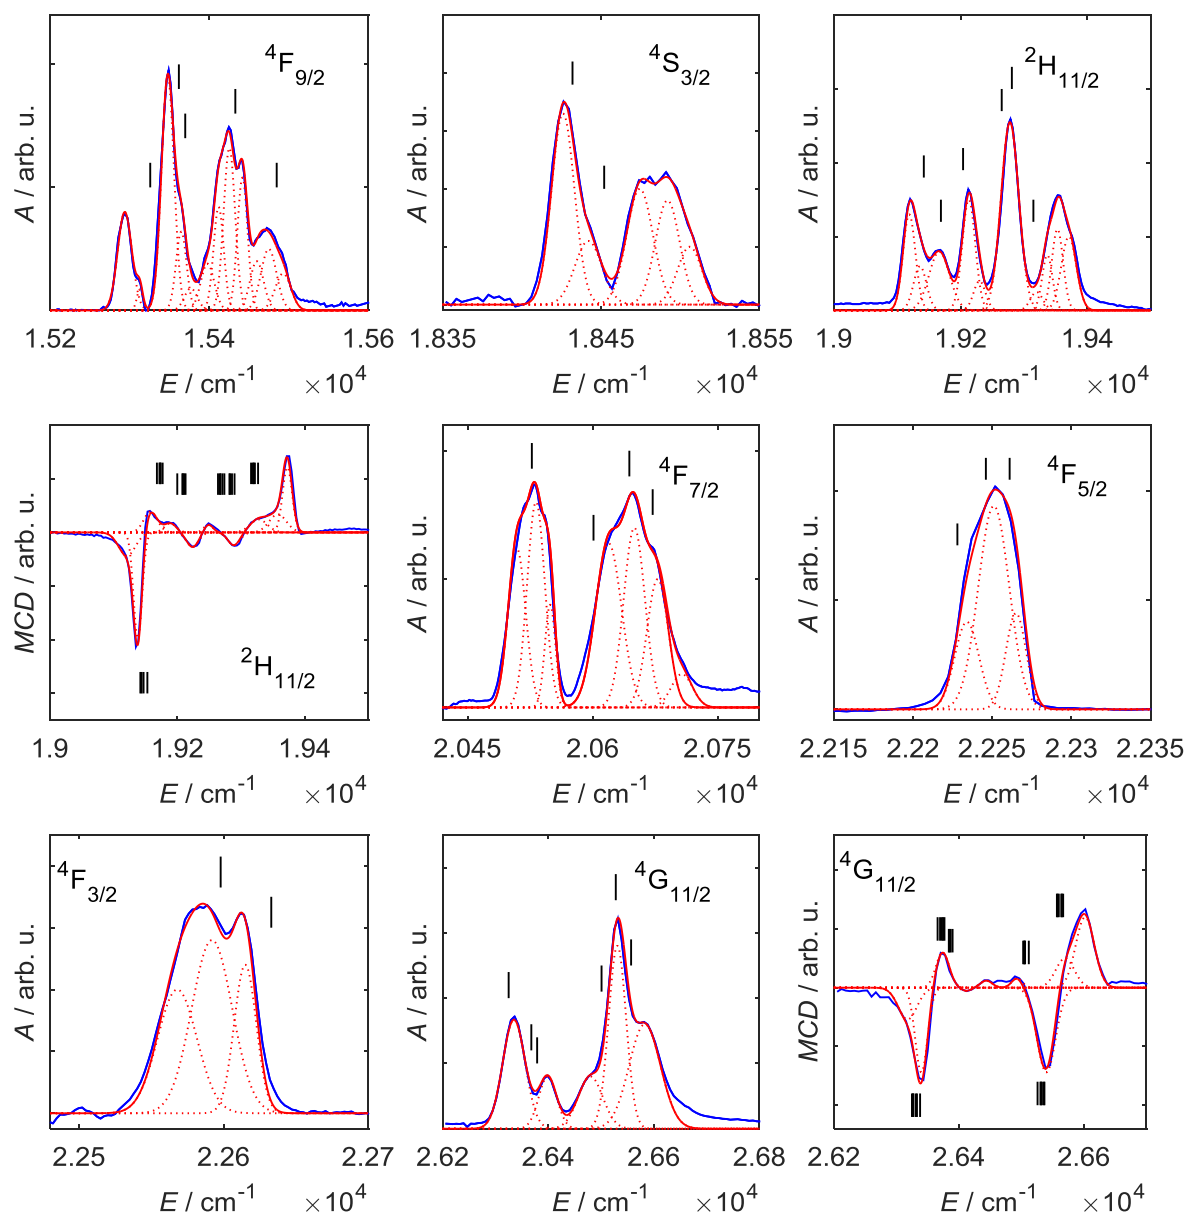 ⁴F₉/₂
A / arb. u.
1.52 1.54 1.56
E / cm⁻¹ ×10⁴
⁴S₃/₂
A / arb. u.
1.835 1.845 1.855
E / cm⁻¹ ×10⁴
²H₁₁/₂
A / arb. u.
1.9 1.92 1.94
E / cm⁻¹ ×10⁴
MCD / arb. u.
²H₁₁/₂
1.9 1.92 1.94
E / cm⁻¹ ×10⁴
⁴F₇/₂
A / arb. u.
2.045 2.06 2.075
E / cm⁻¹ ×10⁴
⁴F₅/₂
A / arb. u.
2.215 2.22 2.225 2.23 2.235
E / cm⁻¹ ×10⁴
⁴F₃/₂
A / arb. u.
2.25 2.26 2.27
E / cm⁻¹ ×10⁴
⁴G₁₁/₂
A / arb. u.
2.62 2.64 2.66 2.68
E / cm⁻¹ ×10⁴
⁴G₁₁/₂
MCD / arb. u.
2.62 2.64 2.66
E / cm⁻¹ ×10⁴